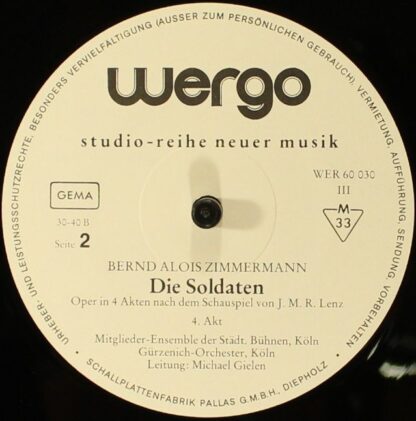 URHEBER- UND LEISTUNGSSCHUTZRECHTE, BESONDERS VERVIELFÄLTIGUNG (AUSSER ZUM PERSÖNLICHEN GEBRAUCH), VERMIETUNG, AUFFÜHRUNG, SENDUNG VORBEHALTEN.
wergo
studio-reihe neuer musik
WER 60 030
III
GEMA
M
33
30-40 B
Seite 2
BERND ALOIS ZIMMERMANN
Die Soldaten
Oper in 4 Akten nach dem Schauspiel von J. M. R. Lenz
4. Akt
Mitglieder-Ensemble der Städt. Bühnen, Köln
Gürzenich-Orchester, Köln
Leitung: Michael Gielen
• SCHALLPLATTENFABRIK PALLAS G.M.B.H., DIEPHOLZ •